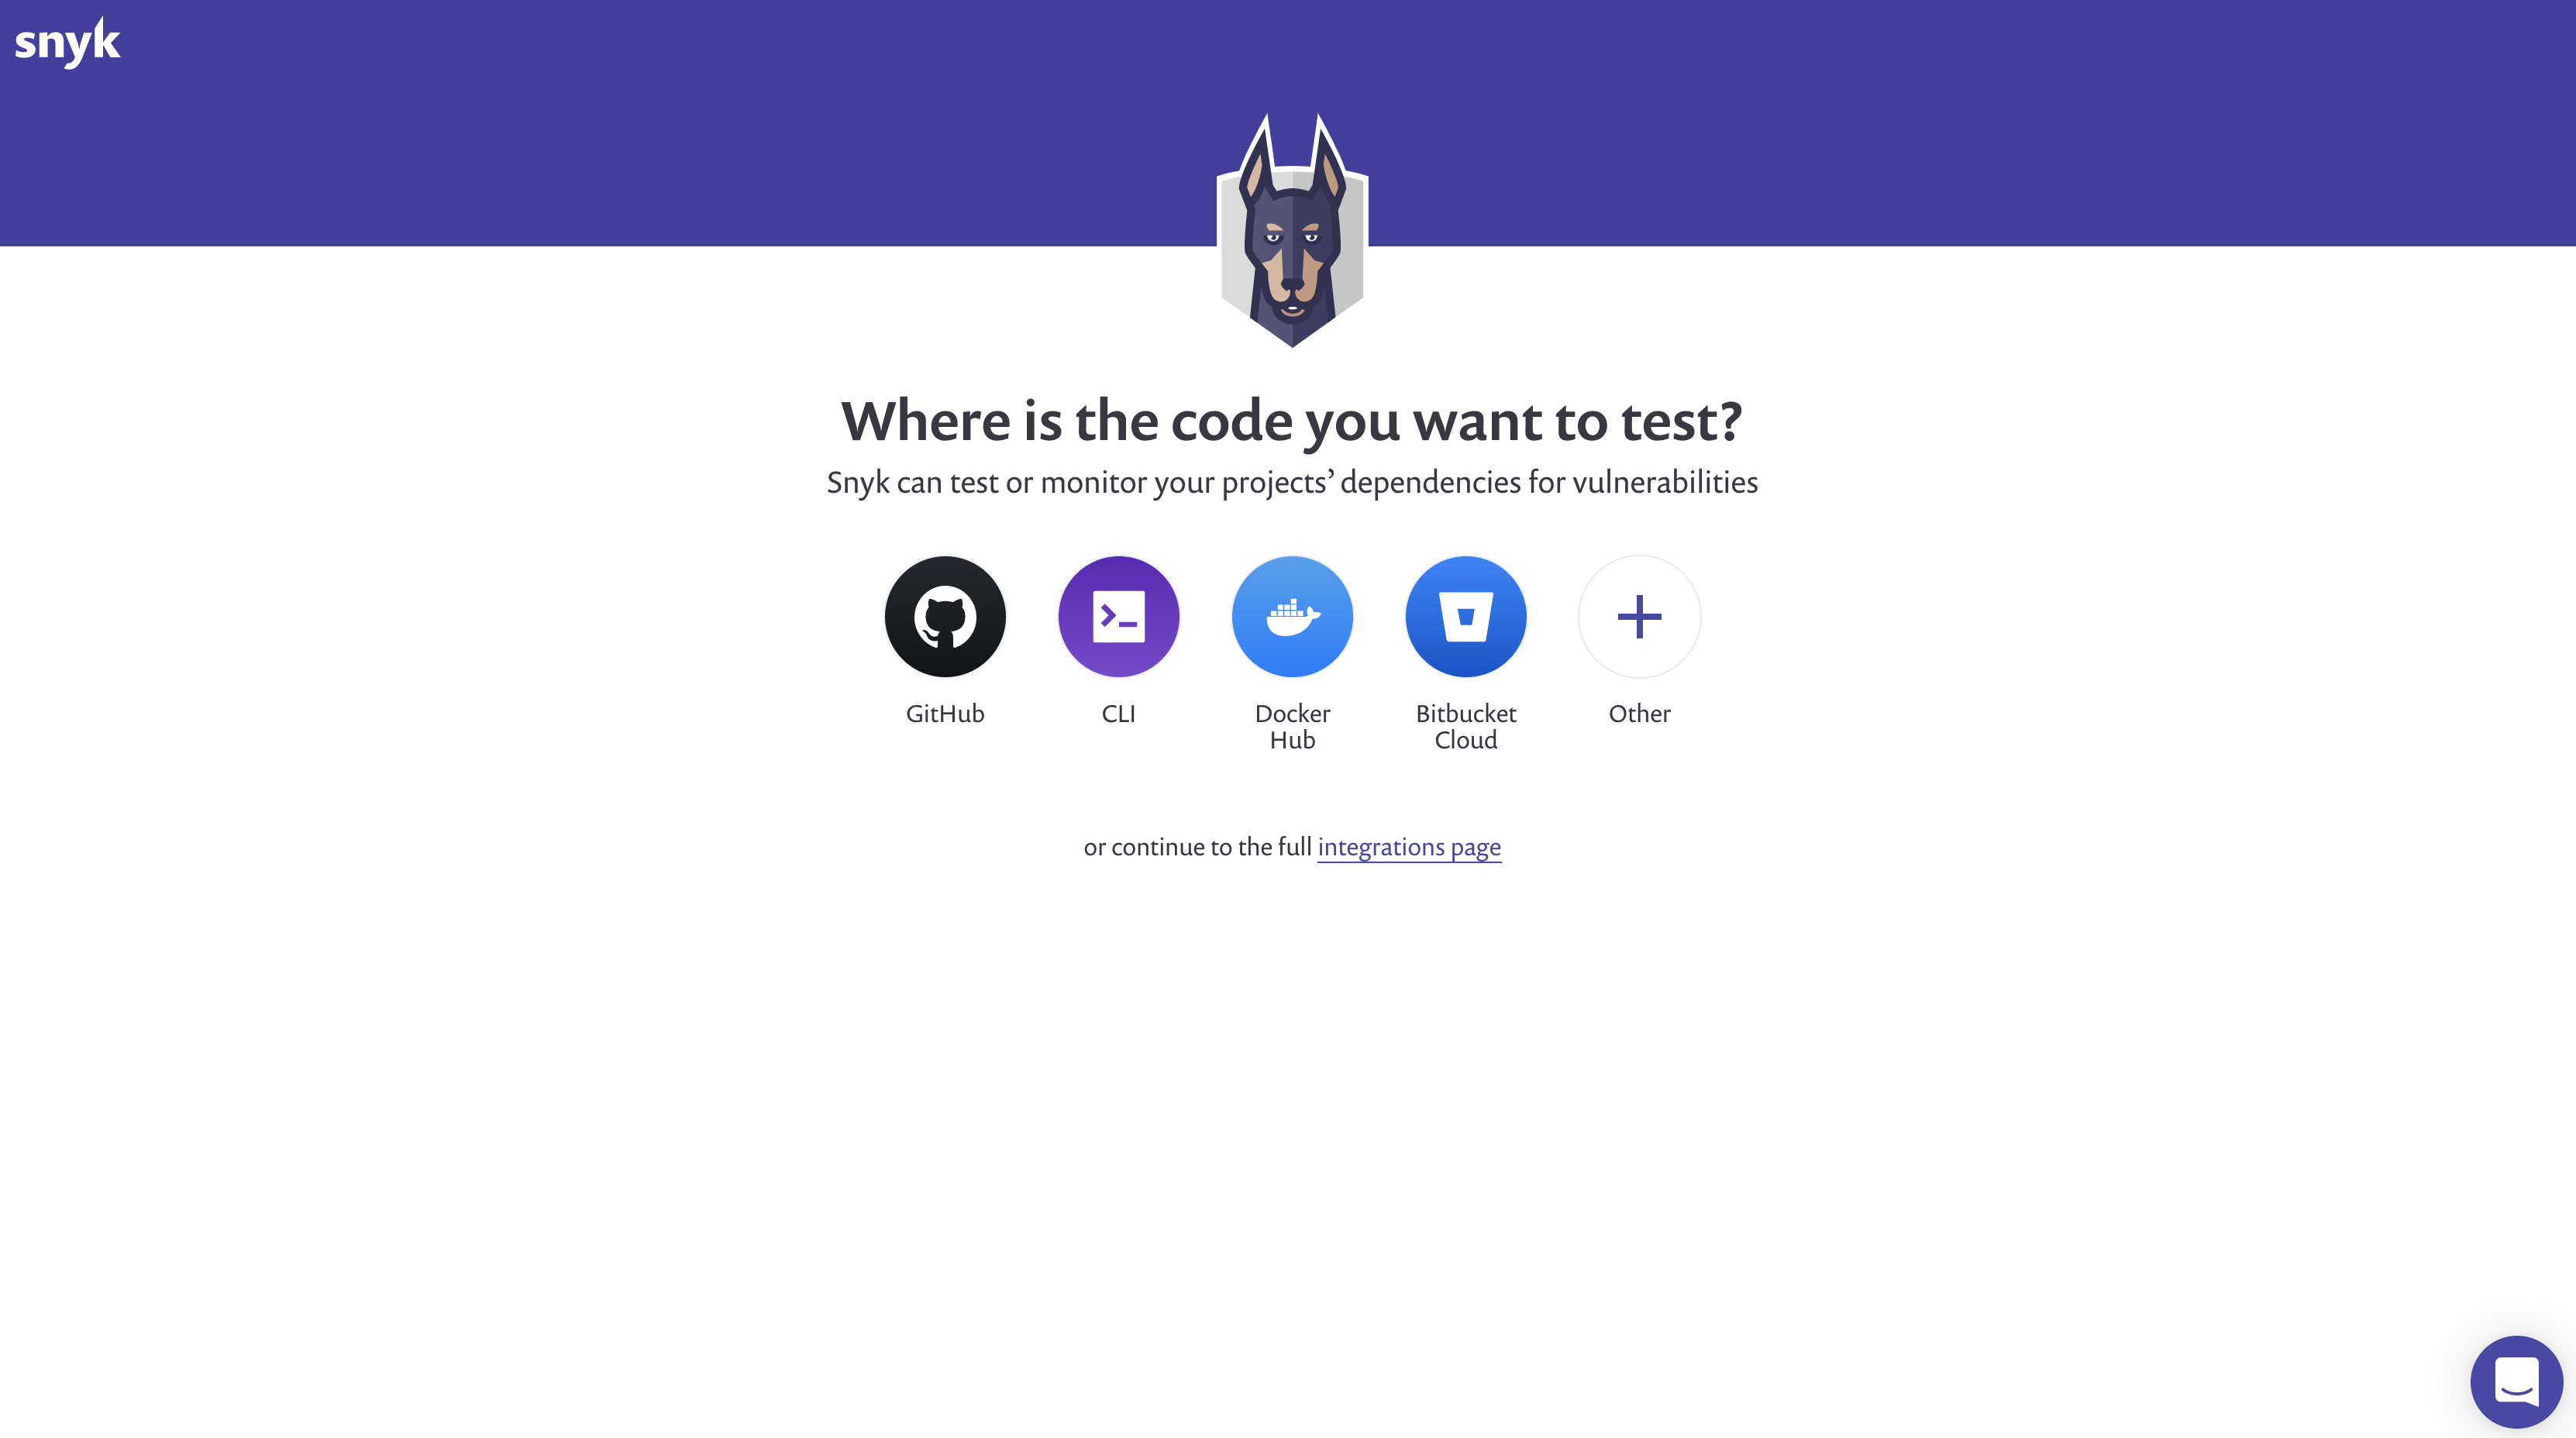 snyk
Where is the code you want to test?
Snyk can test or monitor your projects’ dependencies for vulnerabilities
GitHub
CLI
Docker
Hub
Bitbucket
Cloud
Other
or continue to the full integrations page